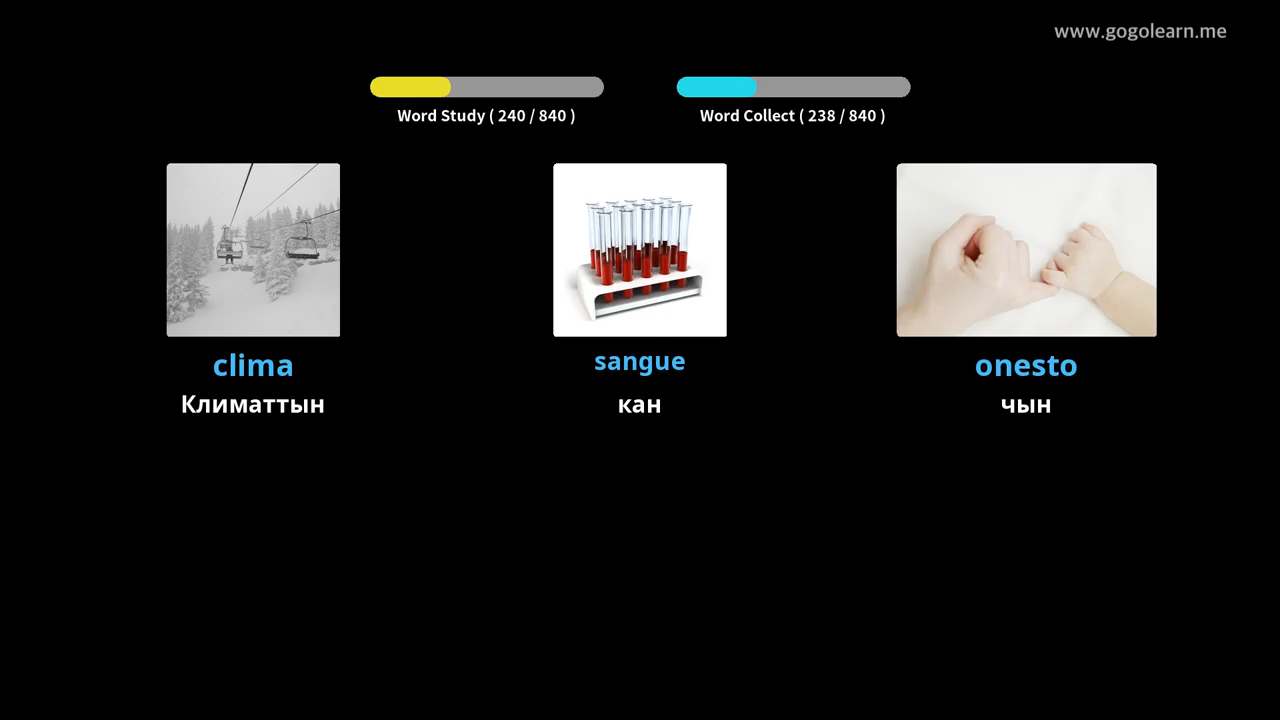 www.gogolearn.me
Word Study ( 240 / 840 )
Word Collect ( 238 / 840 )
clima
sangue
onesto
Климаттын
кан
чын